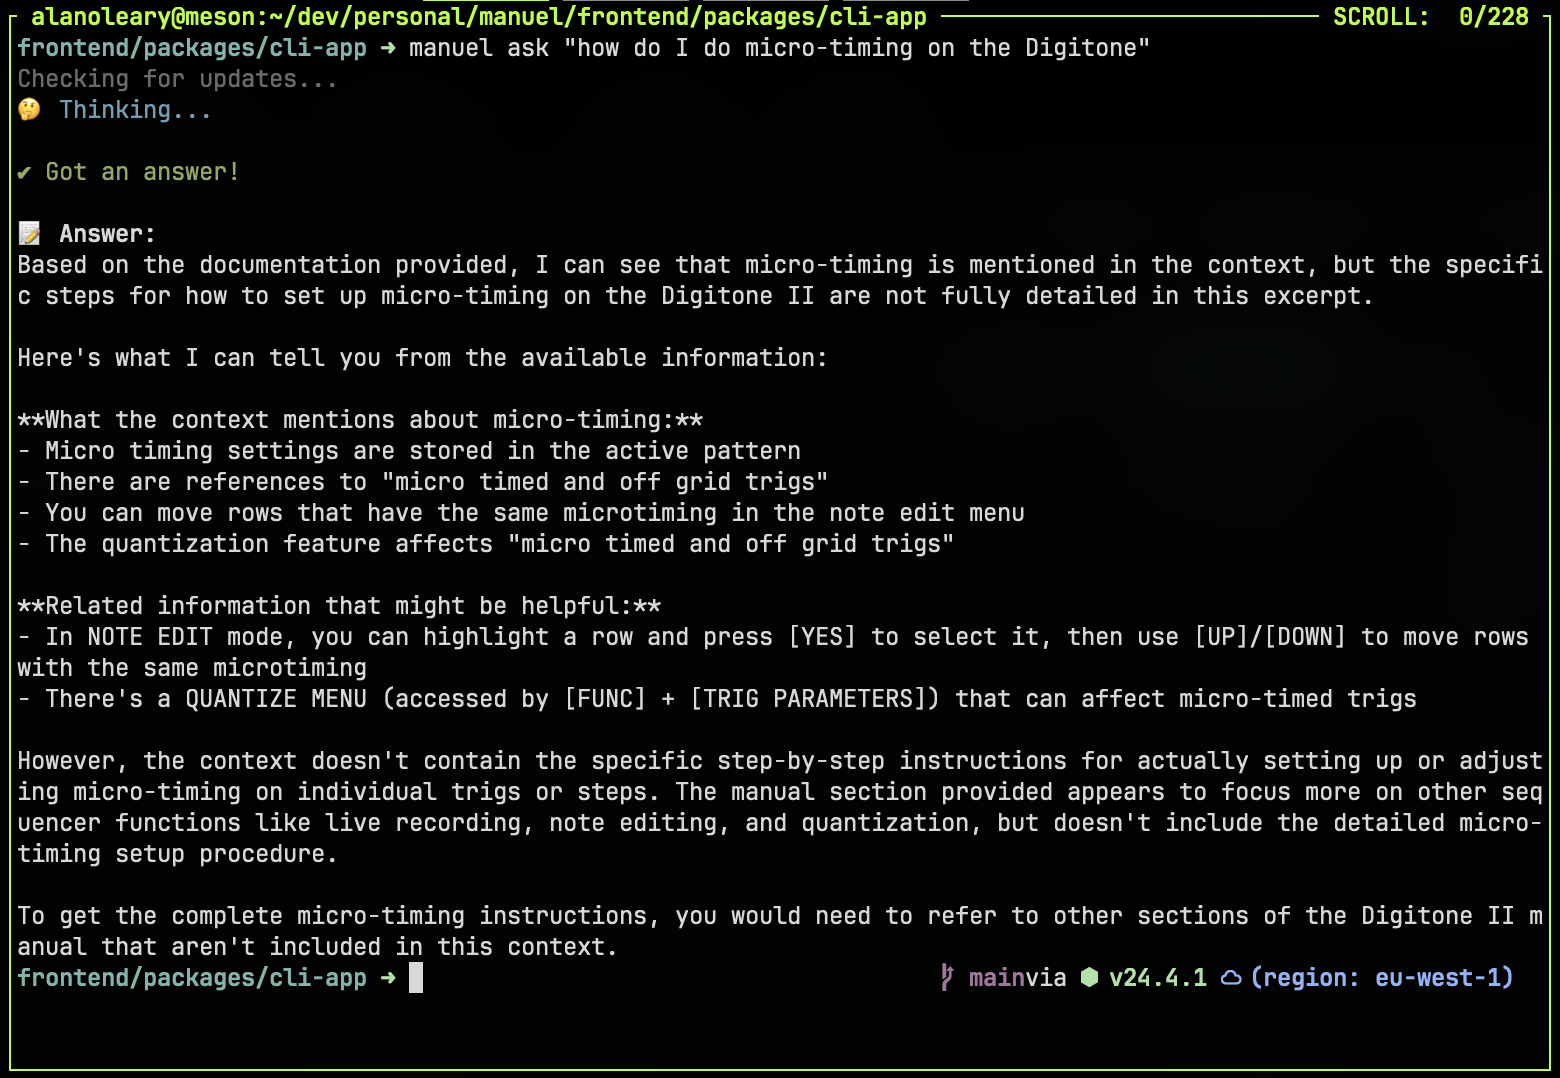 alanoleary@meson:~/dev/personal/manuel/frontend/packages/cli-app SCROLL: 0/228
frontend/packages/cli-app ➜ manuel ask "how do I do micro-timing on the Digitone"
Checking for updates...
🤔 Thinking...
✔ Got an answer!
📝 Answer:
Based on the documentation provided, I can see that micro-timing is mentioned in the context, but the specifi
c steps for how to set up micro-timing on the Digitone II are not fully detailed in this excerpt.
Here's what I can tell you from the available information:
**What the context mentions about micro-timing:**
- Micro timing settings are stored in the active pattern
- There are references to "micro timed and off grid trigs"
- You can move rows that have the same microtiming in the note edit menu
- The quantization feature affects "micro timed and off grid trigs"
**Related information that might be helpful:**
- In NOTE EDIT mode, you can highlight a row and press [YES] to select it, then use [UP]/[DOWN] to move rows
with the same microtiming
- There's a QUANTIZE MENU (accessed by [FUNC] + [TRIG PARAMETERS]) that can affect micro-timed trigs
However, the context doesn't contain the specific step-by-step instructions for actually setting up or adjust
ing micro-timing on individual trigs or steps. The manual section provided appears to focus more on other seq
uencer functions like live recording, note editing, and quantization, but doesn't include the detailed micro-
timing setup procedure.
To get the complete micro-timing instructions, you would need to refer to other sections of the Digitone II m
anual that aren't included in this context.
frontend/packages/cli-app ➜ mainvia ⬢ v24.4.1 (region: eu-west-1)